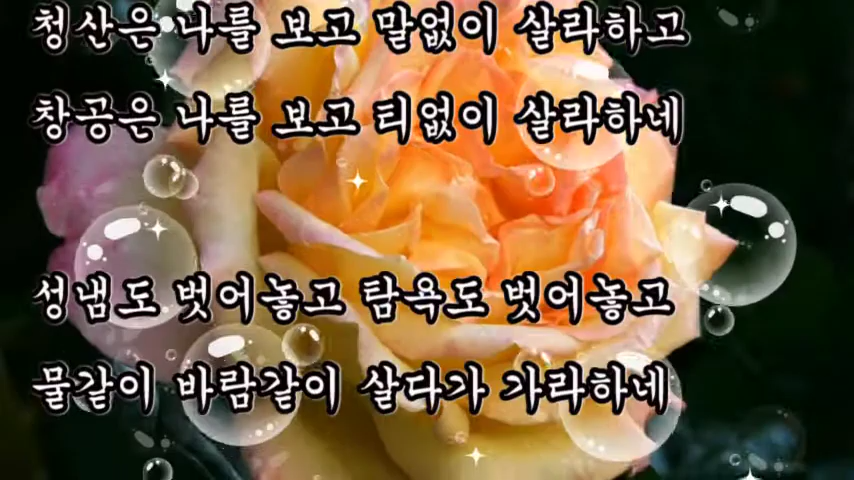 청산은 나를 보고 말없이 살라하고
창공은 나를 보고 티없이 살라하네
성냄도 벗어놓고 탐욕도 벗어놓고
물같이 바람같이 살다가 가라하네